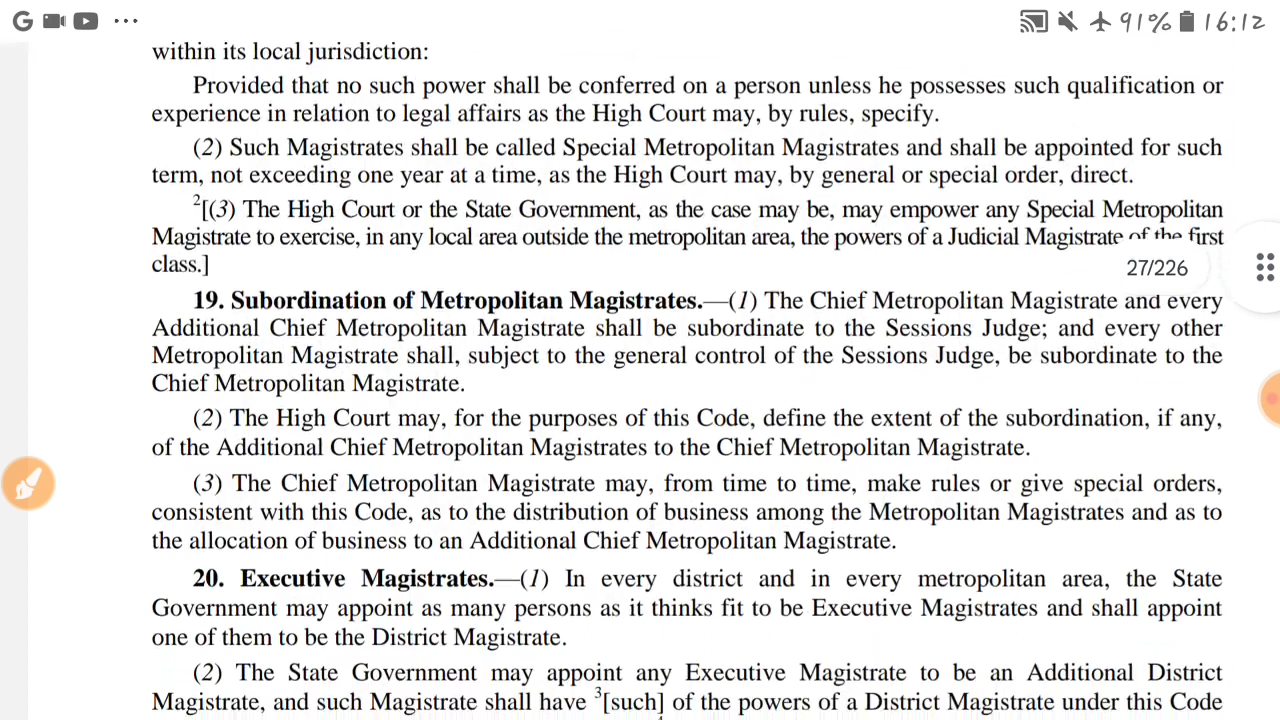 91% 16:12
within its local jurisdiction:
Provided that no such power shall be conferred on a person unless he possesses such qualification or
experience in relation to legal affairs as the High Court may, by rules, specify.
(2) Such Magistrates shall be called Special Metropolitan Magistrates and shall be appointed for such
term, not exceeding one year at a time, as the High Court may, by general or special order, direct.
2[(3) The High Court or the State Government, as the case may be, may empower any Special Metropolitan
Magistrate to exercise, in any local area outside the metropolitan area, the powers of a Judicial Magistrate of the first
class.]
27/226
19. Subordination of Metropolitan Magistrates.—(1) The Chief Metropolitan Magistrate and every
Additional Chief Metropolitan Magistrate shall be subordinate to the Sessions Judge; and every other
Metropolitan Magistrate shall, subject to the general control of the Sessions Judge, be subordinate to the
Chief Metropolitan Magistrate.
(2) The High Court may, for the purposes of this Code, define the extent of the subordination, if any,
of the Additional Chief Metropolitan Magistrates to the Chief Metropolitan Magistrate.
(3) The Chief Metropolitan Magistrate may, from time to time, make rules or give special orders,
consistent with this Code, as to the distribution of business among the Metropolitan Magistrates and as to
the allocation of business to an Additional Chief Metropolitan Magistrate.
20. Executive Magistrates.—(1) In every district and in every metropolitan area, the State
Government may appoint as many persons as it thinks fit to be Executive Magistrates and shall appoint
one of them to be the District Magistrate.
(2) The State Government may appoint any Executive Magistrate to be an Additional District
Magistrate, and such Magistrate shall have 3[such] of the powers of a District Magistrate under this Code